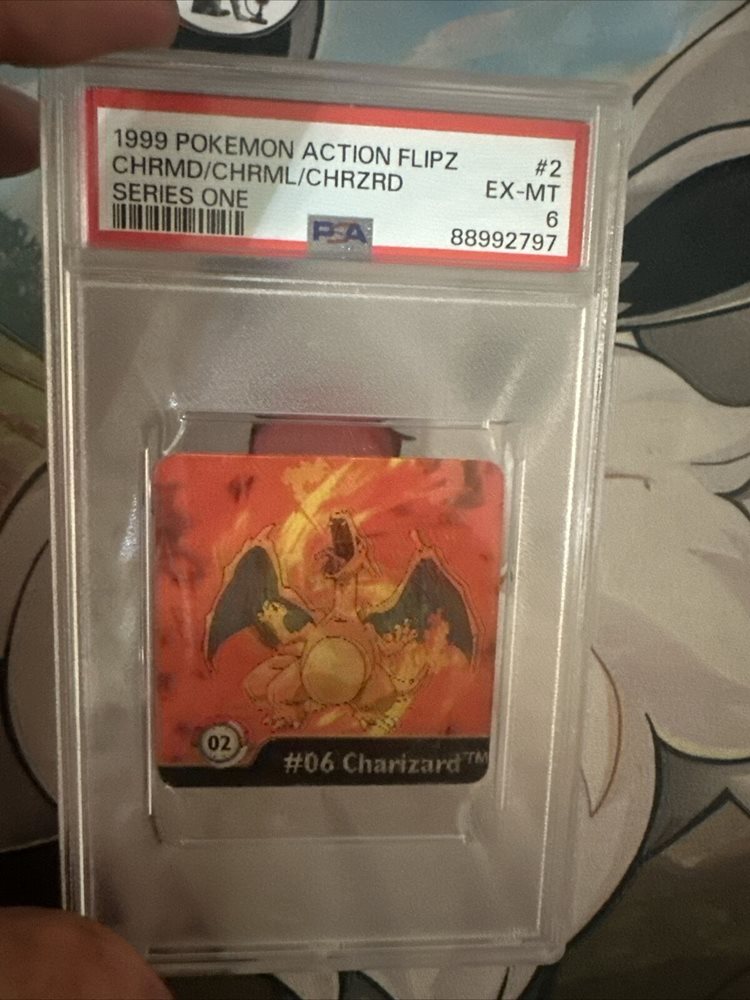 1999 POKEMON ACTION FLIPZ #2
CHRMD/CHRML/CHRZRD EX-MT
SERIES ONE 6
PSA 88992797
02
#06 Charizard™